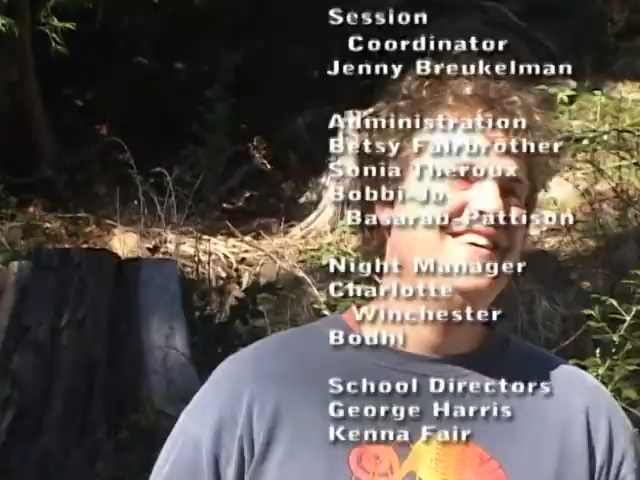 Session
Coordinator
Jenny Breukelman
Administration
Betsy Fairbrother
Sonia Theroux
Bobbi-Jo
Basarab-Pattison
Night Manager
Charlotte
Winchester
Bodhi
School Directors
George Harris
Kenna Fair